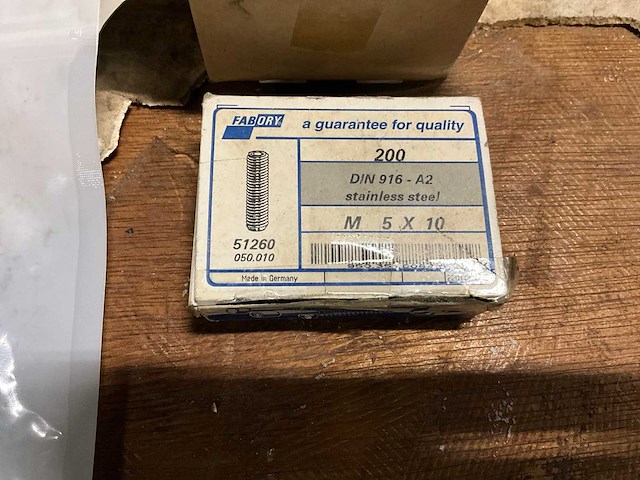 FABORY
a guarantee for quality
200
DIN 916 - A2
stainless steel
M 5 X 10
51260
050.010
Made in Germany